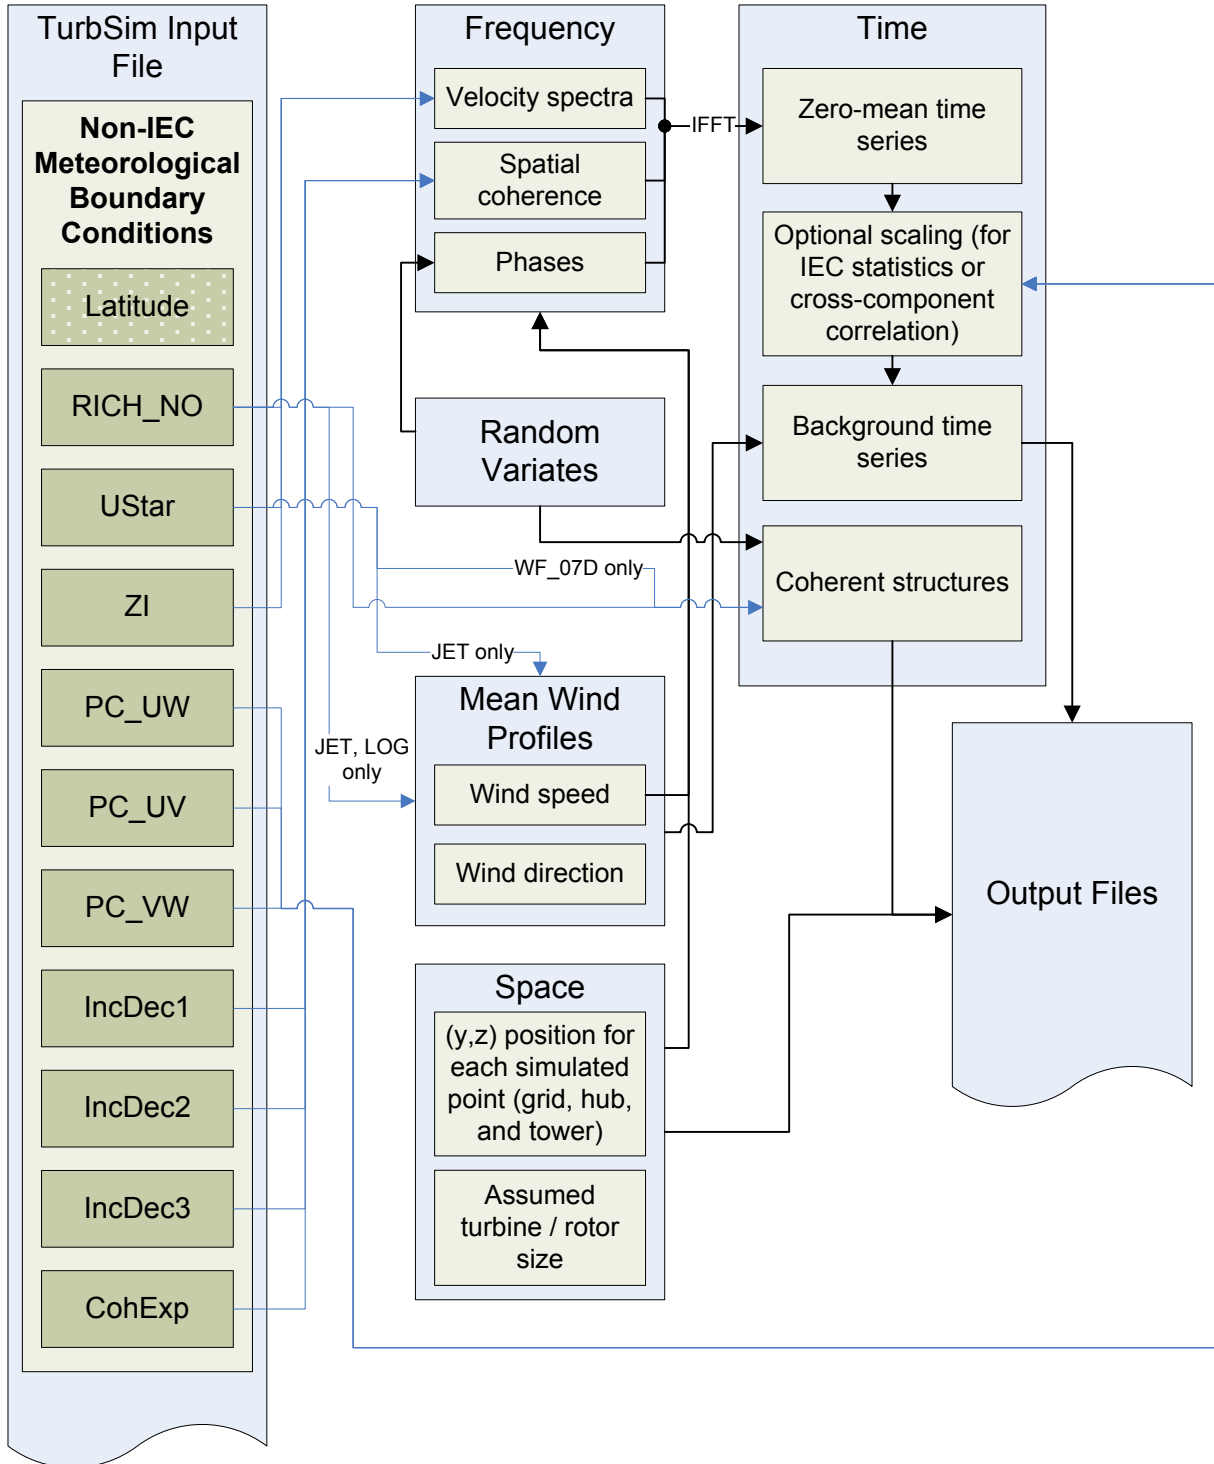 TurbSim Input
File
Non-IEC
Meteorological
Boundary
Conditions
Latitude
RICH_NO
UStar
ZI
PC_UW
PC_UV
PC_VW
IncDec1
IncDec2
IncDec3
CohExp
Frequency
Velocity spectra
Spatial
coherence
Phases
IFFT
Random
Variates
WF_07D only
JET only
JET, LOG
only
Mean Wind
Profiles
Wind speed
Wind direction
Space
(y,z) position for
each simulated
point (grid, hub,
and tower)
Assumed
turbine / rotor
size
Time
Zero-mean time
series
Optional scaling (for
IEC statistics or
cross-component
correlation)
Background time
series
Coherent structures
Output Files